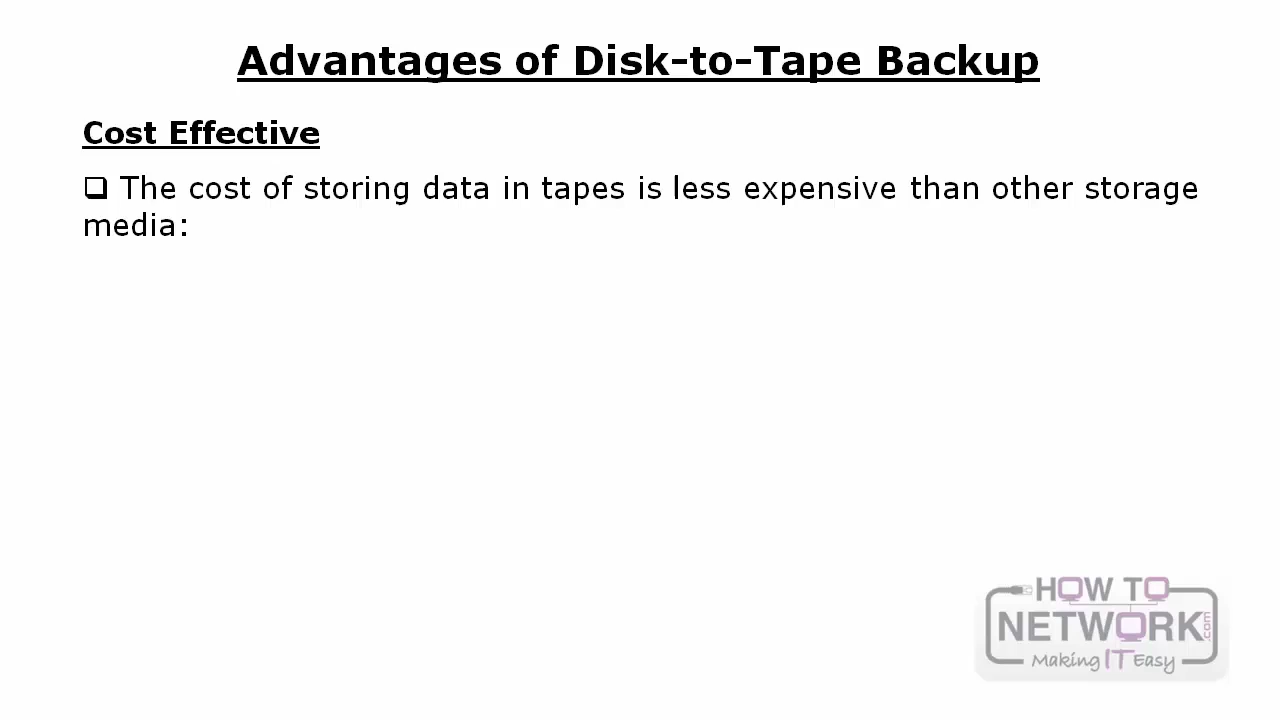 Advantages of Disk-to-Tape Backup
Cost Effective
❑ The cost of storing data in tapes is less expensive than other storage
media:
HOW TO
NETWORK.com
Making IT Easy